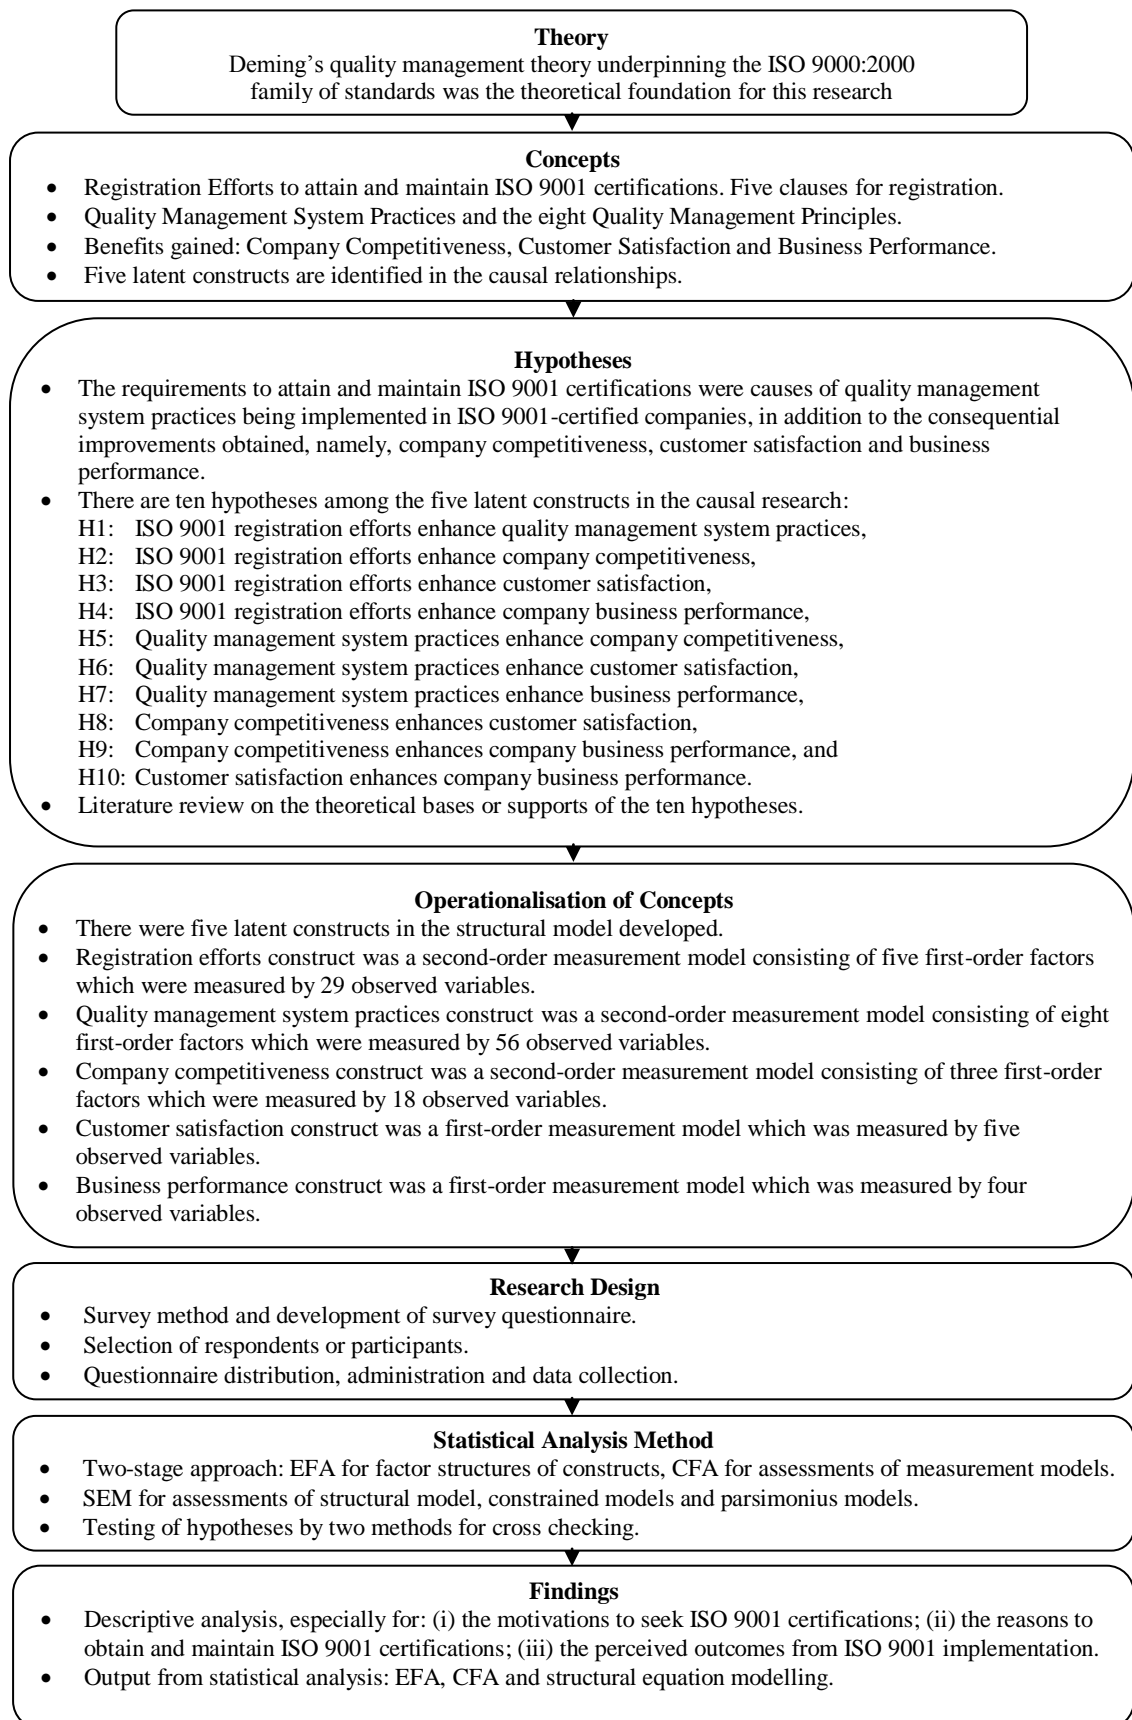 Theory
Deming's quality management theory underpinning the ISO 9000:2000
family of standards was the theoretical foundation for this research
Concepts
• Registration Efforts to attain and maintain ISO 9001 certifications. Five clauses for registration.
• Quality Management System Practices and the eight Quality Management Principles.
• Benefits gained: Company Competitiveness, Customer Satisfaction and Business Performance.
• Five latent constructs are identified in the causal relationships.
Hypotheses
• The requirements to attain and maintain ISO 9001 certifications were causes of quality management
system practices being implemented in ISO 9001-certified companies, in addition to the consequential
improvements obtained, namely, company competitiveness, customer satisfaction and business
performance.
• There are ten hypotheses among the five latent constructs in the causal research:
H1: ISO 9001 registration efforts enhance quality management system practices,
H2: ISO 9001 registration efforts enhance company competitiveness,
H3: ISO 9001 registration efforts enhance customer satisfaction,
H4: ISO 9001 registration efforts enhance company business performance,
H5: Quality management system practices enhance company competitiveness,
H6: Quality management system practices enhance customer satisfaction,
H7: Quality management system practices enhance business performance,
H8: Company competitiveness enhances customer satisfaction,
H9: Company competitiveness enhances company business performance, and
H10: Customer satisfaction enhances company business performance.
• Literature review on the theoretical bases or supports of the ten hypotheses.
Operationalisation of Concepts
• There were five latent constructs in the structural model developed.
• Registration efforts construct was a second-order measurement model consisting of five first-order factors
which were measured by 29 observed variables.
• Quality management system practices construct was a second-order measurement model consisting of eight
first-order factors which were measured by 56 observed variables.
• Company competitiveness construct was a second-order measurement model consisting of three first-order
factors which were measured by 18 observed variables.
• Customer satisfaction construct was a first-order measurement model which was measured by five
observed variables.
• Business performance construct was a first-order measurement model which was measured by four
observed variables.
Research Design
• Survey method and development of survey questionnaire.
• Selection of respondents or participants.
• Questionnaire distribution, administration and data collection.
Statistical Analysis Method
• Two-stage approach: EFA for factor structures of constructs, CFA for assessments of measurement models.
• SEM for assessments of structural model, constrained models and parsimonius models.
• Testing of hypotheses by two methods for cross checking.
Findings
• Descriptive analysis, especially for: (i) the motivations to seek ISO 9001 certifications; (ii) the reasons to
obtain and maintain ISO 9001 certifications; (iii) the perceived outcomes from ISO 9001 implementation.
• Output from statistical analysis: EFA, CFA and structural equation modelling.